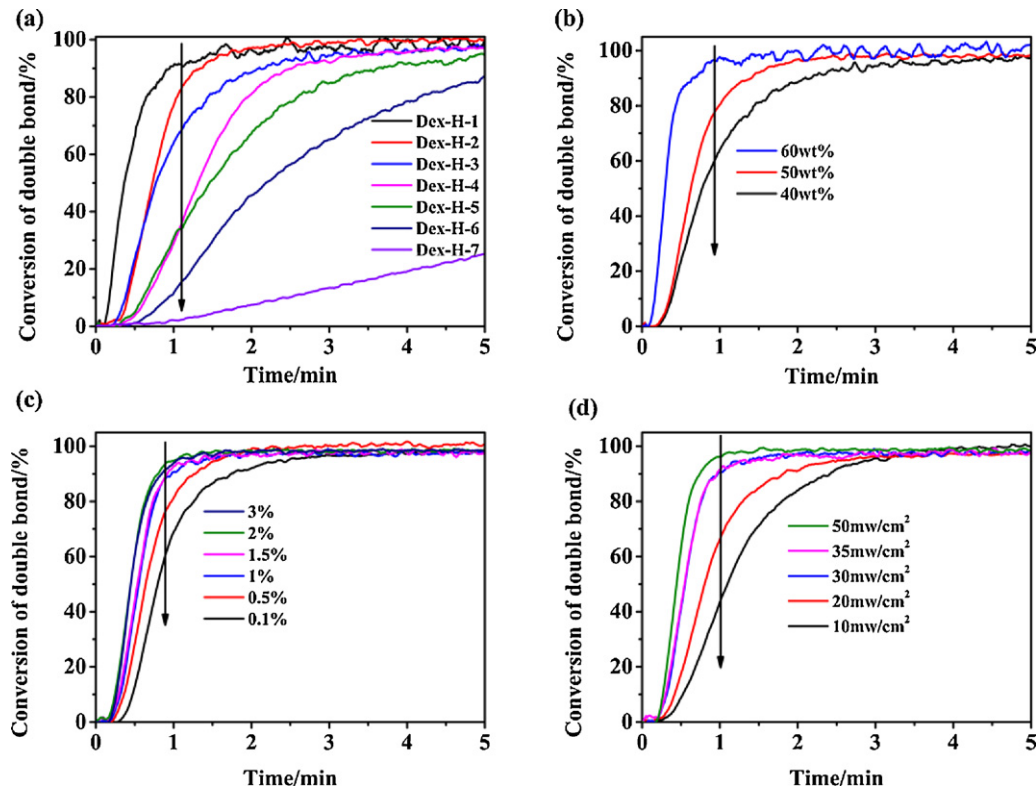 (a)
Conversion of double bond/%
100
80
60
40
20
0
Dex-H-1
Dex-H-2
Dex-H-3
Dex-H-4
Dex-H-5
Dex-H-6
Dex-H-7
0 1 2 3 4 5
Time/min
(b)
Conversion of double bond/%
100
80
60
40
20
0
60wt%
50wt%
40wt%
0 1 2 3 4 5
Time/min
(c)
Conversion of double bond/%
100
80
60
40
20
0
3%
2%
1.5%
1%
0.5%
0.1%
0 1 2 3 4 5
Time/min
(d)
Conversion of double bond/%
100
80
60
40
20
0
50mw/cm²
35mw/cm²
30mw/cm²
20mw/cm²
10mw/cm²
0 1 2 3 4 5
Time/min